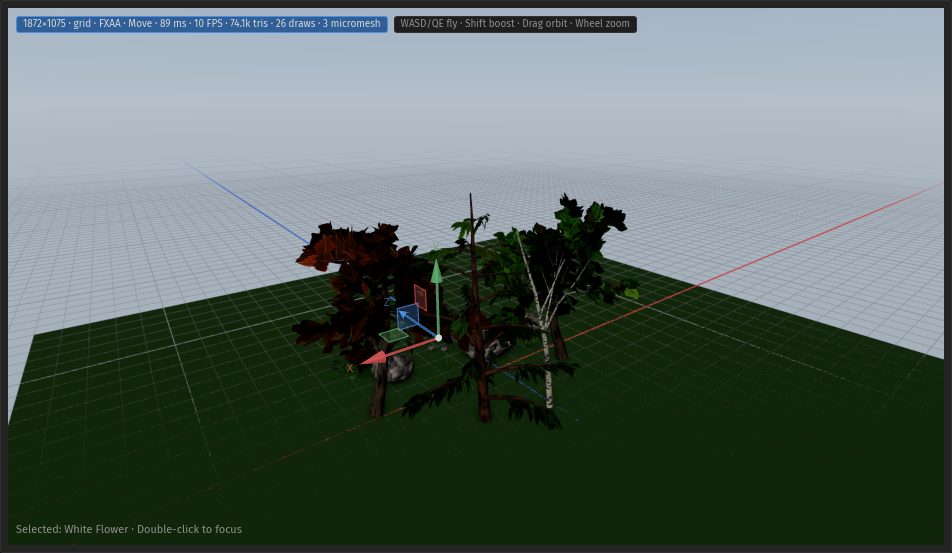 1872×1075 · grid · FXAA · Move · 89 ms · 10 FPS · 74.1k tris · 26 draws · 3 micromesh
WASD/QE fly · Shift boost · Drag orbit · Wheel zoom
Z
X
Selected: White Flower · Double-click to focus